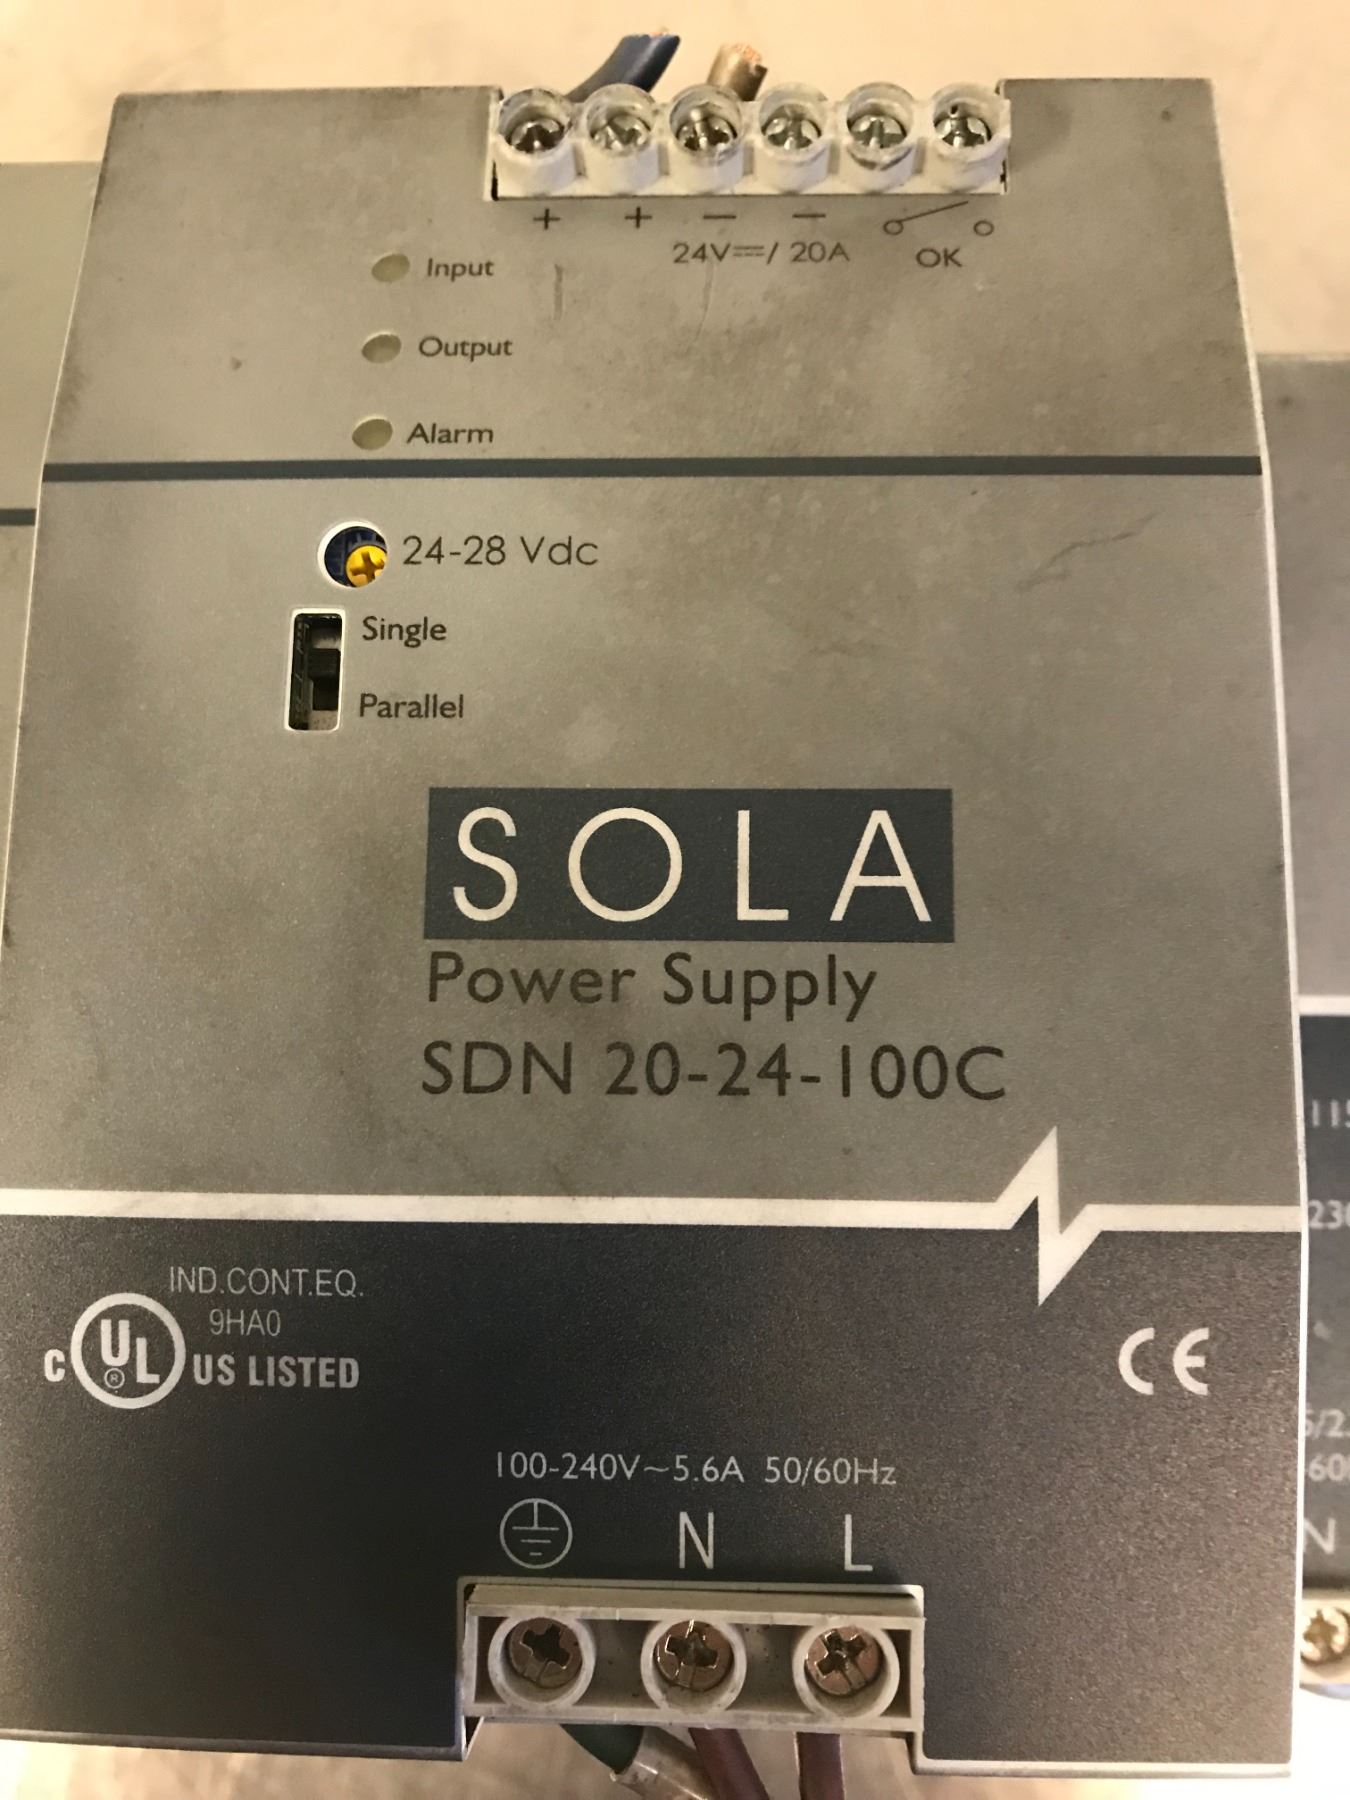 + + — —
24V⎓/ 20A
OK
Input
Output
Alarm
24-28 Vdc
Single
Parallel
SOLA
Power Supply
SDN 20-24-100C
IND.CONT.EQ.
9HA0
C UL® US LISTED
CE
100-240V~5.6A 50/60Hz
N L
115
N